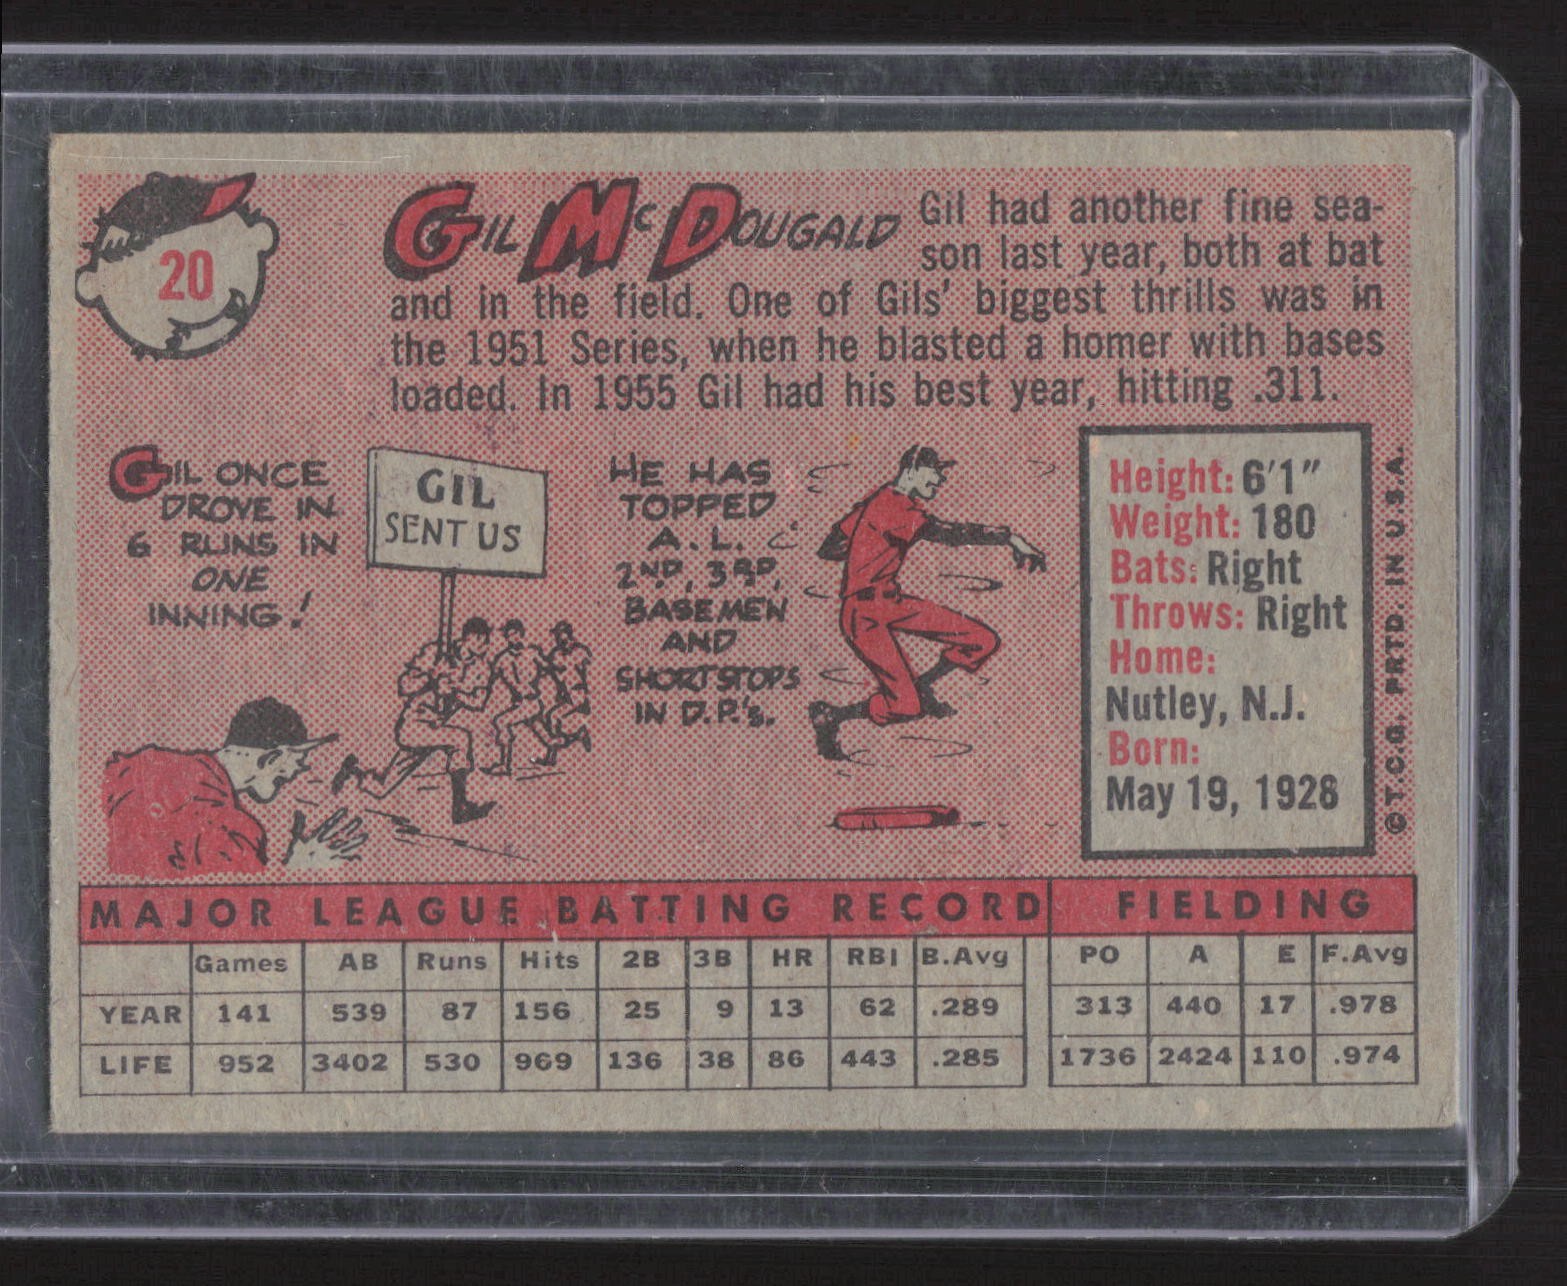 20
GIL McDOUGALD
Gil had another fine sea-
son last year, both at bat
and in the field. One of Gils' biggest thrills was in
the 1951 Series, when he blasted a homer with bases
loaded. In 1955 Gil had his best year, hitting .311.
GIL ONCE
DROVE IN
6 RUNS IN
ONE
INNING!
GIL
SENT US
HE HAS
TOPPED
A.L.
2ND, 3RD,
BASEMEN
AND
SHORTSTOPS
IN D.P.'s.
Height: 6'1"
Weight: 180
Bats: Right
Throws: Right
Home:
Nutley, N.J.
Born:
May 19, 1928
©T.C.G. PRTD. IN U.S.A.
MAJOR LEAGUE BATTING RECORD FIELDING
Games AB Runs Hits 2B 3B HR RBI B.Avg PO A E F.Avg
YEAR 141 539 87 156 25 9 13 62 .289 313 440 17 .978
LIFE 952 3402 530 969 136 38 86 443 .285 1736 2424 110 .974